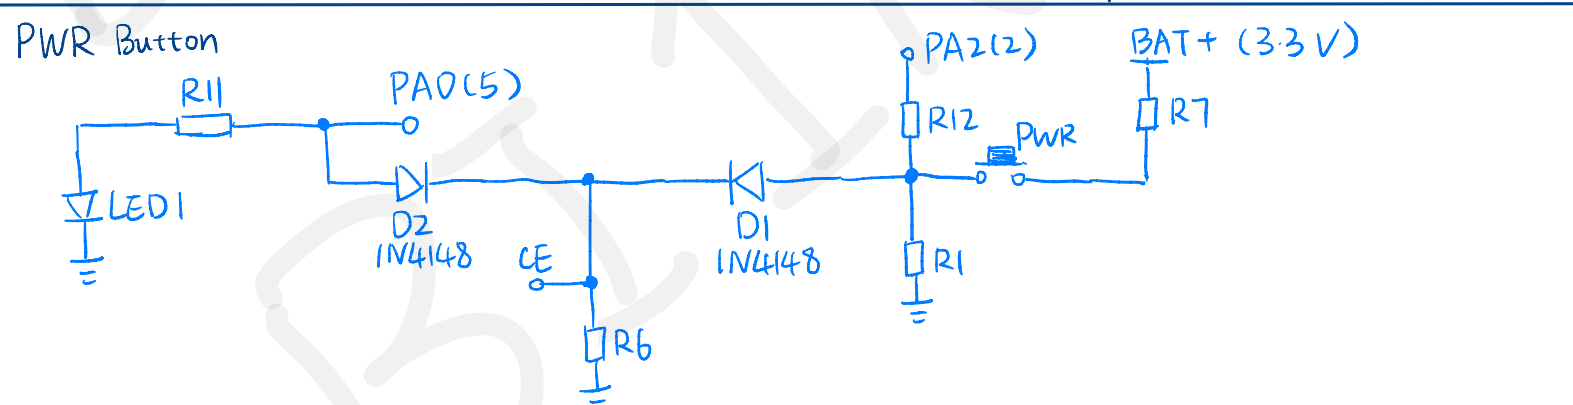 PWR Button
PA2(2)
BAT+ (3.3V)
R11
PA0(5)
R12
PWR
R7
LED1
D2
1N4148
CE
D1
1N4148
R1
R6